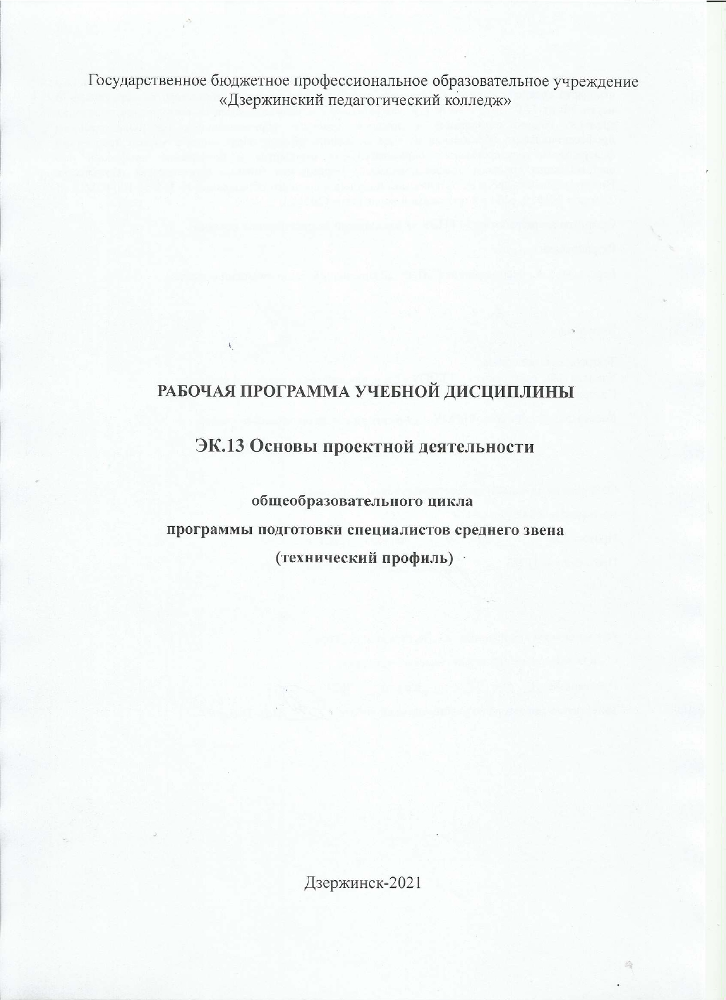 Государственное бюджетное профессиональное образовательное учреждение
«Дзержинский педагогический колледж»
РАБОЧАЯ ПРОГРАММА УЧЕБНОЙ ДИСЦИПЛИНЫ
ЭК.13 Основы проектной деятельности
общеобразовательного цикла
программы подготовки специалистов среднего звена
(технический профиль)
Дзержинск-2021